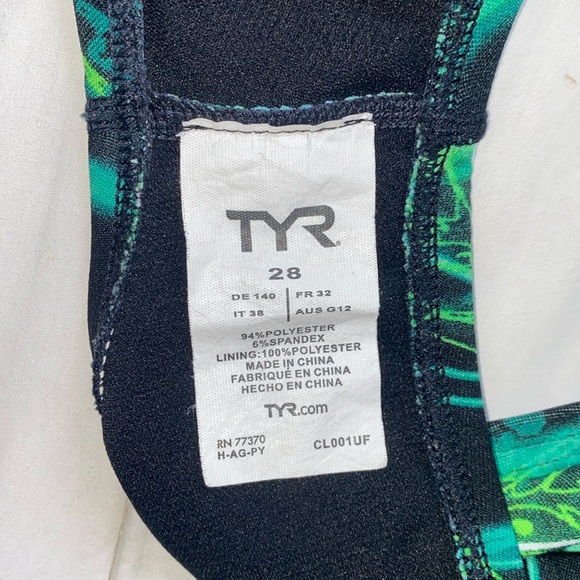 TYR®
28
DE 140 | FR 32
IT 38 | AUS G12
94%POLYESTER
6%SPANDEX
LINING:100%POLYESTER
MADE IN CHINA
FABRIQUÉ EN CHINA
HECHO EN CHINA
TYR.com
RN 77370
H-AG-PY CL001UF